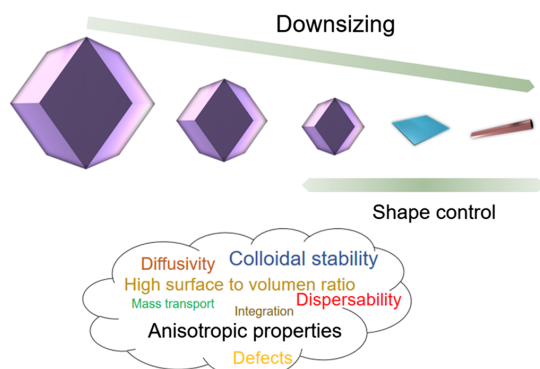 Downsizing
Shape control
Diffusivity
Colloidal stability
High surface to volumen ratio
Mass transport
Dispersability
Integration
Anisotropic properties
Defects